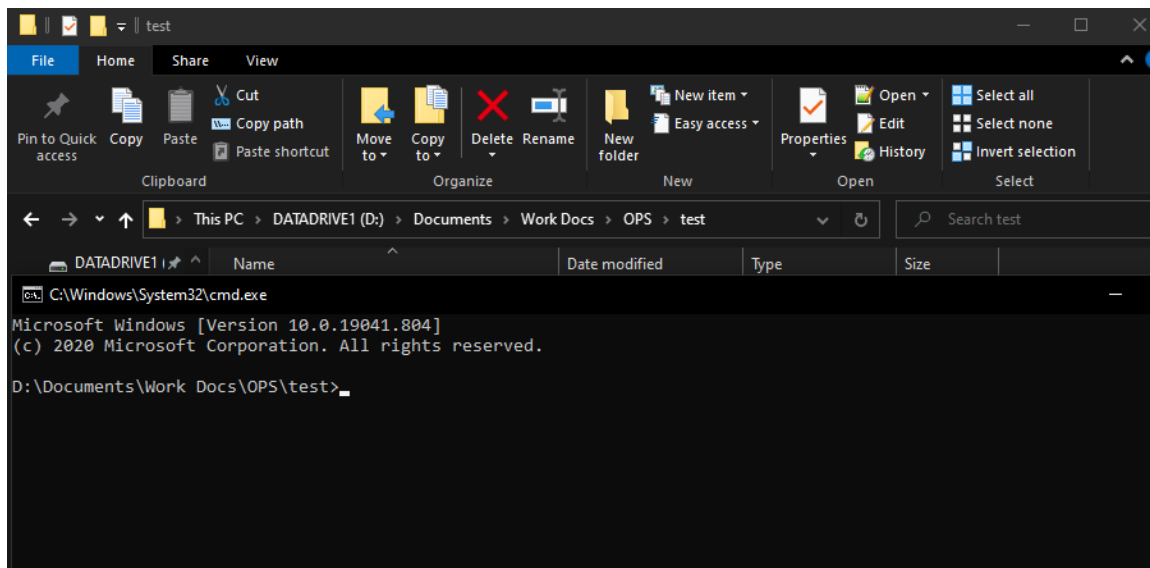 test
File Home Share View
Pin to Quick access
Copy
Paste
Cut
Copy path
Paste shortcut
Clipboard
Move to
Copy to
Delete
Rename
Organize
New folder
New item
Easy access
New
Properties
Open
Edit
History
Open
Select all
Select none
Invert selection
Select
This PC > DATADRIVE1 (D:) > Documents > Work Docs > OPS > test
Search test
DATADRIVE1 (
Name Date modified Type Size
C:\Windows\System32\cmd.exe
Microsoft Windows [Version 10.0.19041.804]
(c) 2020 Microsoft Corporation. All rights reserved.
D:\Documents\Work Docs\OPS\test>